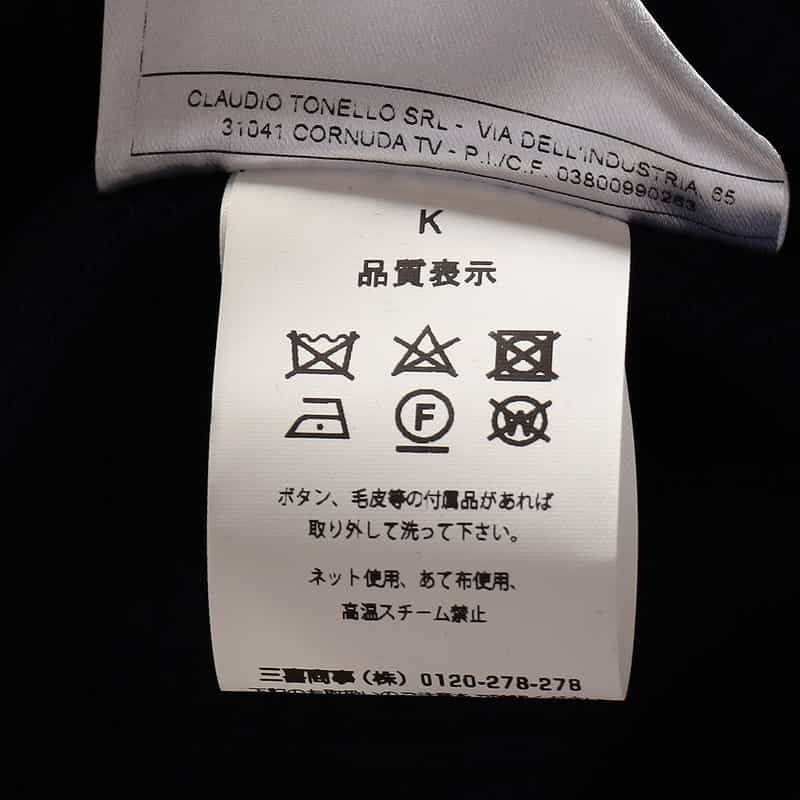 CLAUDIO TONELLO SRL - VIA DELL'INDUSTRIA, 65
31041 CORNUDA TV - P.I./C.F. 03800990263
K
品質表示
F
W
ボタン、毛皮等の付属品があれば
取り外して洗って下さい。
ネット使用、あて布使用、
高温スチーム禁止
三喜商事（株）0120-278-278